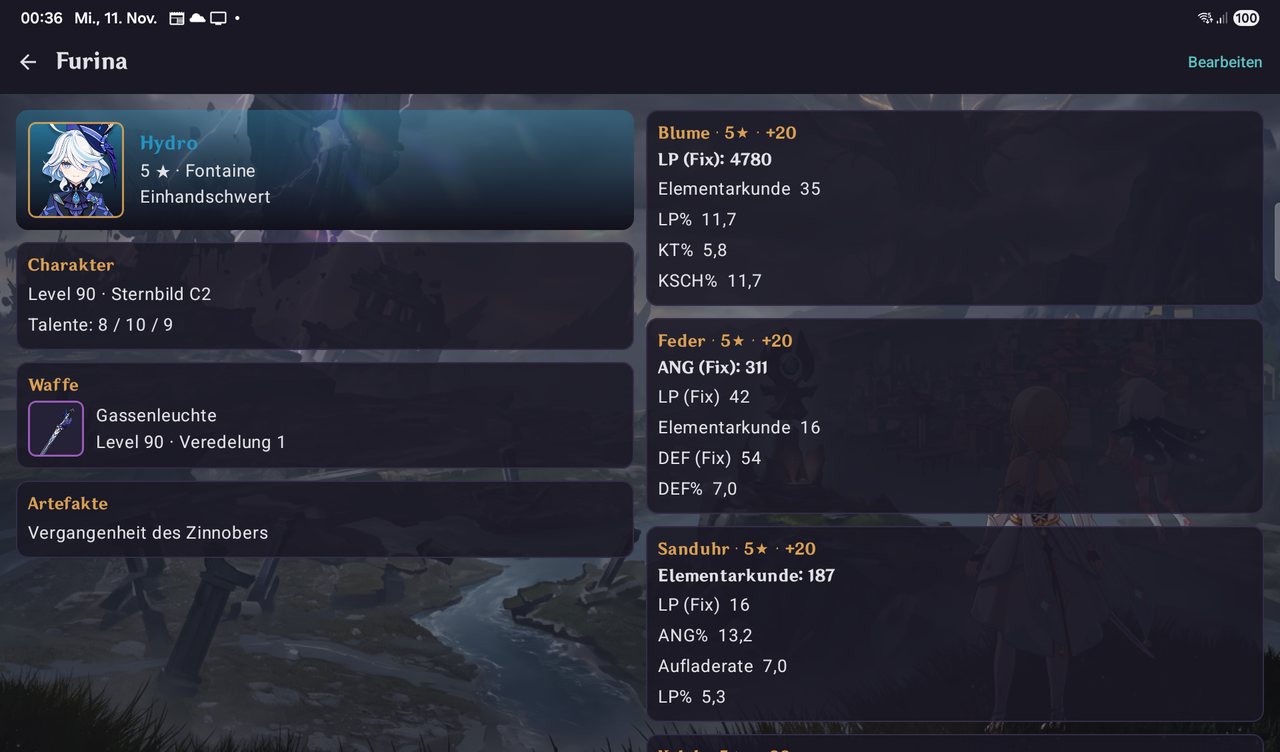 00:36 Mi., 11. Nov.
100
Furina
Bearbeiten
Hydro
5 ★ · Fontaine
Einhandschwert
Charakter
Level 90 · Sternbild C2
Talente: 8 / 10 / 9
Waffe
Gassenleuchte
Level 90 · Veredelung 1
Artefakte
Vergangenheit des Zinnobers
Blume · 5★ · +20
LP (Fix): 4780
Elementarkunde 35
LP% 11,7
KT% 5,8
KSCH% 11,7
Feder · 5★ · +20
ANG (Fix): 311
LP (Fix) 42
Elementarkunde 16
DEF (Fix) 54
DEF% 7,0
Sanduhr · 5★ · +20
Elementarkunde: 187
LP (Fix) 16
ANG% 13,2
Aufladerate 7,0
LP% 5,3